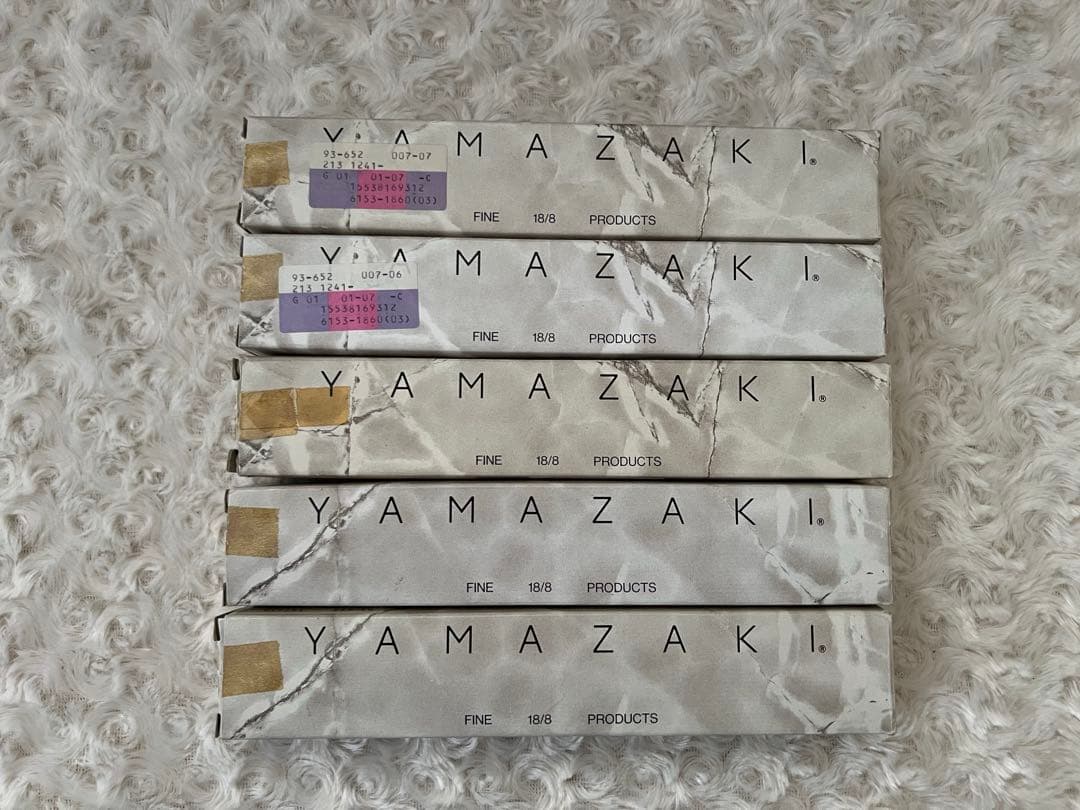 YAMAZAKI®
93-652 007-07
213 1241-
G 01 01-07 -C
15538169312
6153-1860(03)
FINE 18/8 PRODUCTS
YAMAZAKI®
93-652 007-06
213 1241-
G 01 01-07 -C
15538169312
6153-1860(03)
FINE 18/8 PRODUCTS
YAMAZAKI®
FINE 18/8 PRODUCTS
YAMAZAKI®
FINE 18/8 PRODUCTS
YAMAZAKI®
FINE 18/8 PRODUCTS